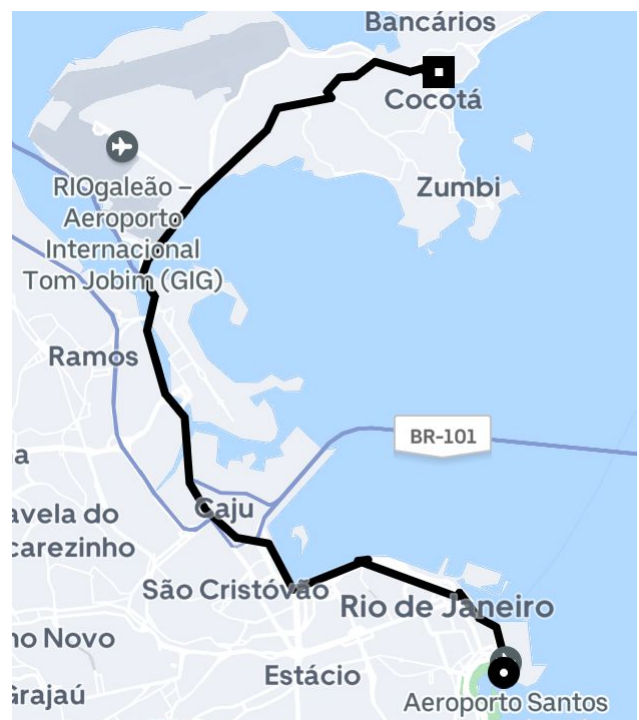 Bancários
Cocotá
Zumbi
RIOgaleão –
Aeroporto
Internacional
Tom Jobim (GIG)
Ramos
BR-101
a
Caju
avela do
carezinho
São Cristóvão
Rio de Janeiro
no Novo
Estácio
Grajaú
Aeroporto Santos